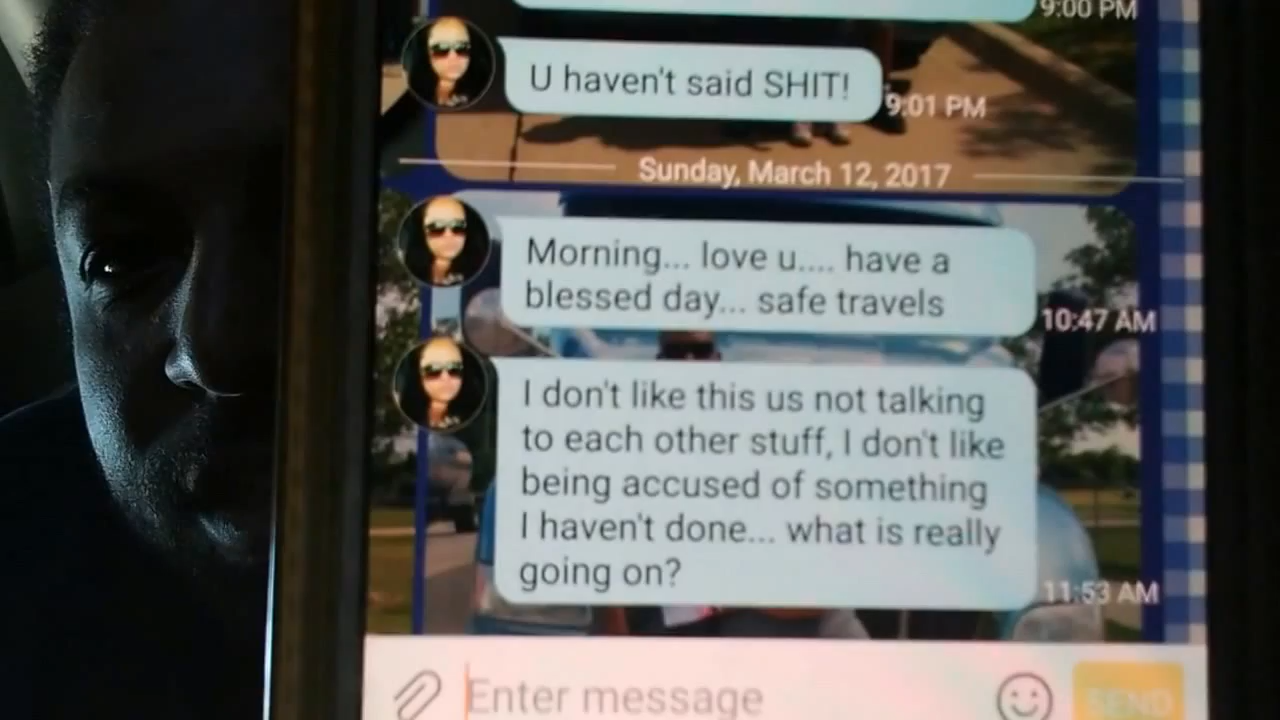 9:00 PM
U haven't said SHIT!
9:01 PM
Sunday, March 12, 2017
Morning... love u.... have a
blessed day... safe travels
10:47 AM
I don't like this us not talking
to each other stuff, I don't like
being accused of something
I haven't done... what is really
going on?
11:53 AM
Enter message
SEND